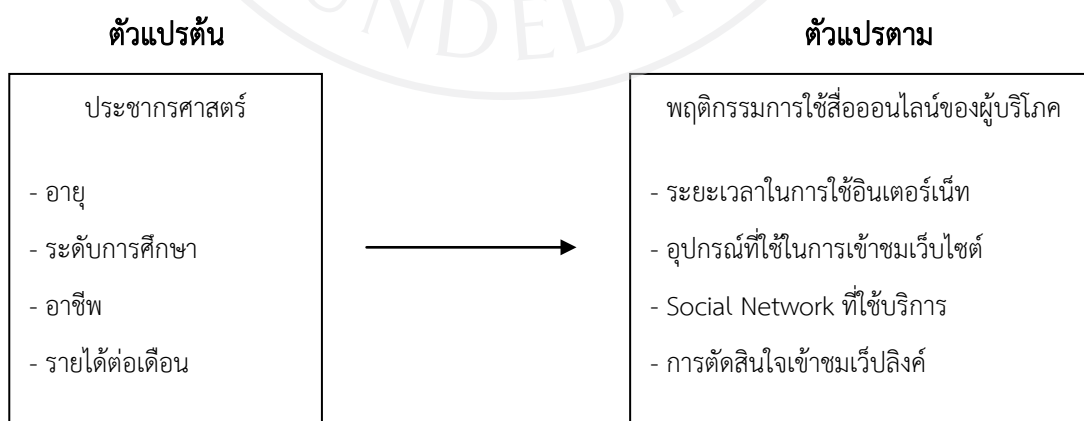 ตัวแปรต้น
ตัวแปรตาม
ประชากรศาสตร์
- อายุ
- ระดับการศึกษา
- อาชีพ
- รายได้ต่อเดือน
พฤติกรรมการใช้สื่อออนไลน์ของผู้บริโภค
- ระยะเวลาในการใช้อินเตอร์เน็ท
- อุปกรณ์ที่ใช้ในการเข้าชมเว็บไซต์
- Social Network ที่ใช้บริการ
- การตัดสินใจเข้าชมเว็ปลิงค์